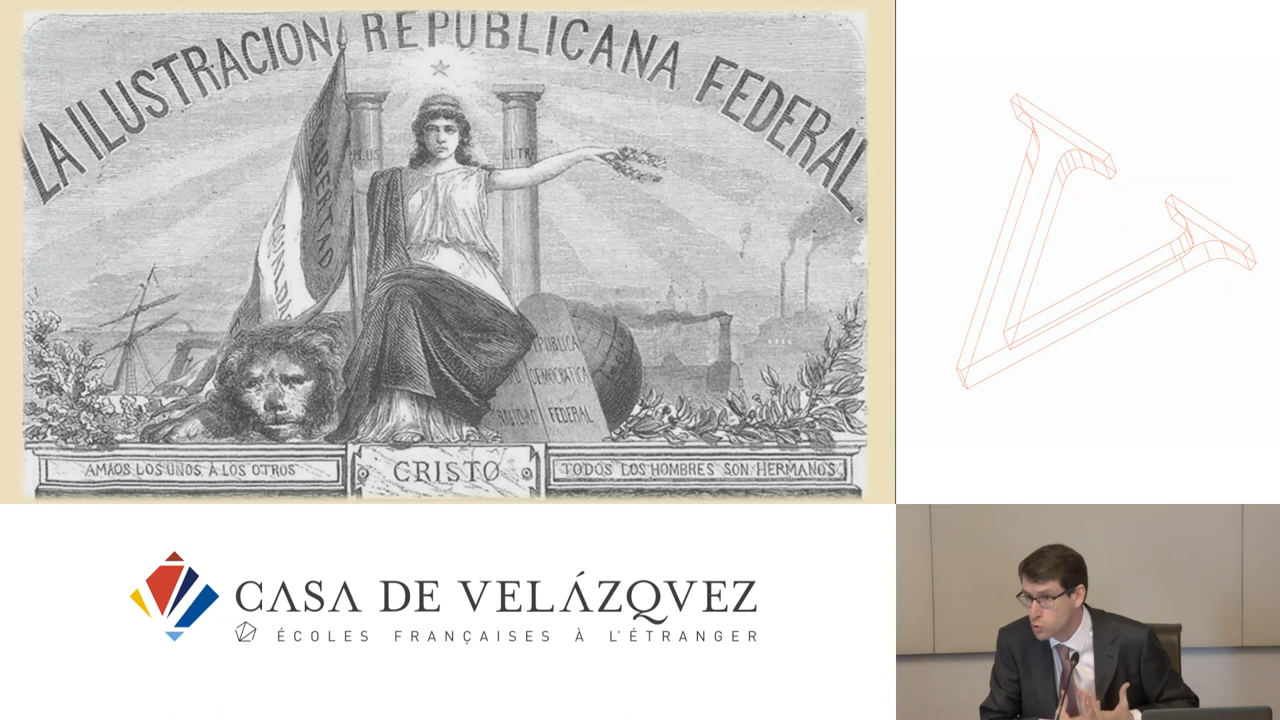 LA ILUSTRACION REPUBLICANA FEDERAL.
PLUS
ULTRA
LIBERTAD
REPUBLICA
DEMOCRATICA
FEDERAL
AMAOS LOS UNOS Á LOS OTROS
CRISTO
TODOS LOS HOMBRES SON HERMANOS.
CASA DE VELÁZQVEZ
ÉCOLES FRANÇAISES À L'ÉTRANGER